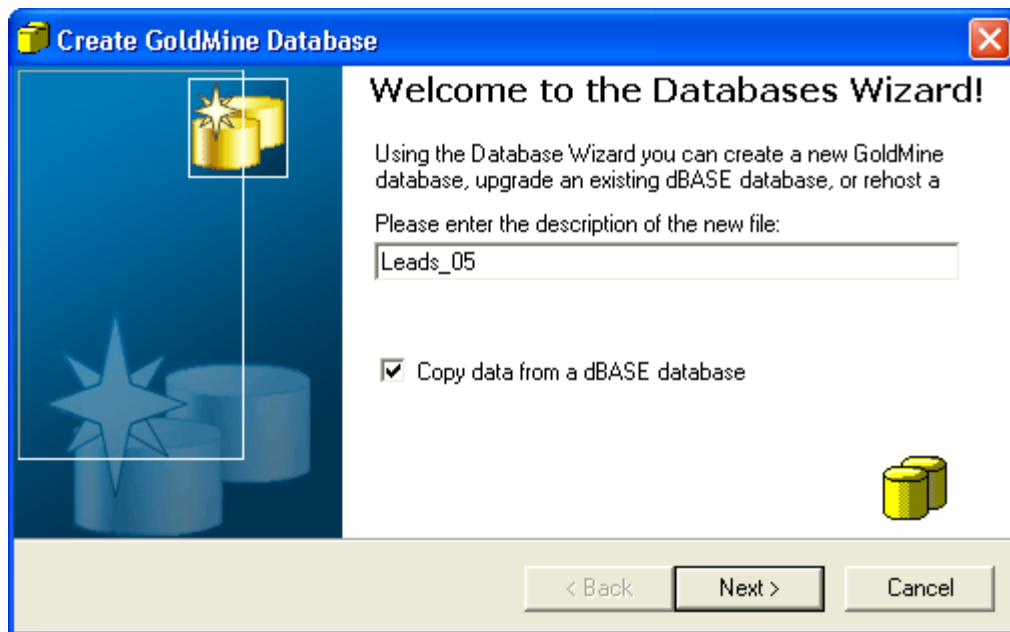 Create GoldMine Database
Welcome to the Databases Wizard!
Using the Database Wizard you can create a new GoldMine
database, upgrade an existing dBASE database, or rehost a
Please enter the description of the new file:
Leads_05
Copy data from a dBASE database
< Back
Next >
Cancel